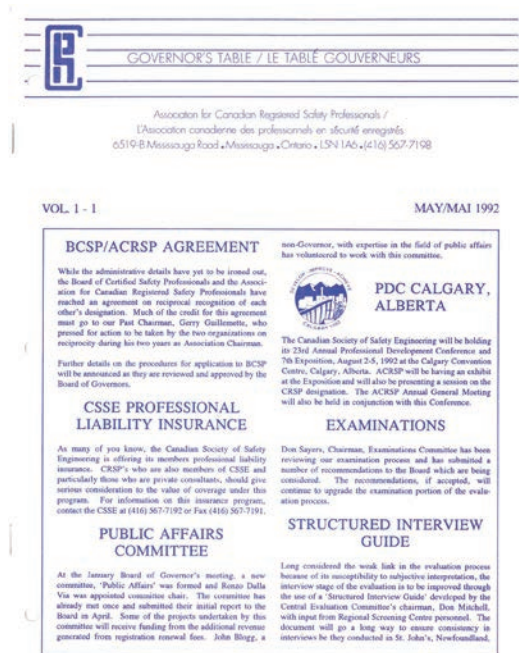 GOVERNOR'S TABLE / LE TABLÉ GOUVERNEURS
Association for Canadian Registered Safety Professionals /
L'Association canadienne des professionnels en sécurité enregistrés
6519-B Mississauga Road • Mississauga • Ontario • L5N 1A6 • (416) 567-7198
VOL. 1 - 1
MAY/MAI 1992
BCSP/ACRSP AGREEMENT
While the administrative details have yet to be ironed out,
the Board of Certified Safety Professionals and the Associ-
ation for Canadian Registered Safety Professionals have
reached an agreement on reciprocal recognition of each
other's designation. Much of the credit for this agreement
must go to our Past Chairman, Gerry Guillemette, who
pressed for action to be taken by the two organizations on
reciprocity during his two years as Association Chairman.
Further details on the procedures for application to BCSP
will be announced as they are reviewed and approved by the
Board of Governors.
CSSE PROFESSIONAL
LIABILITY INSURANCE
As many of you know, the Canadian Society of Safety
Engineering is offering its members professional liability
insurance. CRSP's who are also members of CSSE and
particularly those who are private consultants, should give
serious consideration to the value of coverage under this
program. For information on this insurance program,
contact the CSSE at (416) 567-7192 or Fax (416) 567-7191.
PUBLIC AFFAIRS
COMMITTEE
At the January Board of Governor's meeting, a new
committee, 'Public Affairs' was formed and Renzo Dalla
Via was appointed committee chair. The committee has
already met once and submitted their initial report to the
Board in April. Some of the projects undertaken by this
committee will receive funding from the additional revenue
generated from registration renewal fees. John Blogg, a
non-Governor, with expertise in the field of public affairs
has volunteered to work with this committee.
CALGARY 1992
PDC CALGARY,
ALBERTA
The Canadian Society of Safety Engineering will be holding
its 23rd Annual Professional Development Conference and
7th Exposition, August 2-5, 1992 at the Calgary Convention
Centre, Calgary, Alberta. ACRSP will be having an exhibit
at the Exposition and will also be presenting a session on the
CRSP designation. The ACRSP Annual General Meeting
will also be held in conjunction with this Conference.
EXAMINATIONS
Don Sayers, Chairman, Examinations Committee has been
reviewing our examination process and has submitted a
number of recommendations to the Board which are being
considered. The recommendations, if accepted, will
continue to upgrade the examination portion of the evalu-
ation process.
STRUCTURED INTERVIEW
GUIDE
Long considered the weak link in the evaluation process
because of its susceptibility to subjective interpretation, the
interview stage of the evaluation is to be improved through
the use of a 'Structured Interview Guide' developed by the
Central Evaluation Committee's chairman, Don Mitchell,
with input from Regional Screening Centre personnel. The
document will go a long way to ensure consistency in
interviews be they conducted in St. John's, Newfoundland,